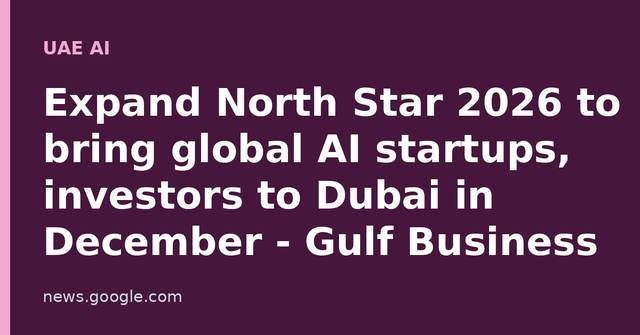 UAE AI
Expand North Star 2026 to
bring global AI startups,
investors to Dubai in
December - Gulf Business
news.google.com